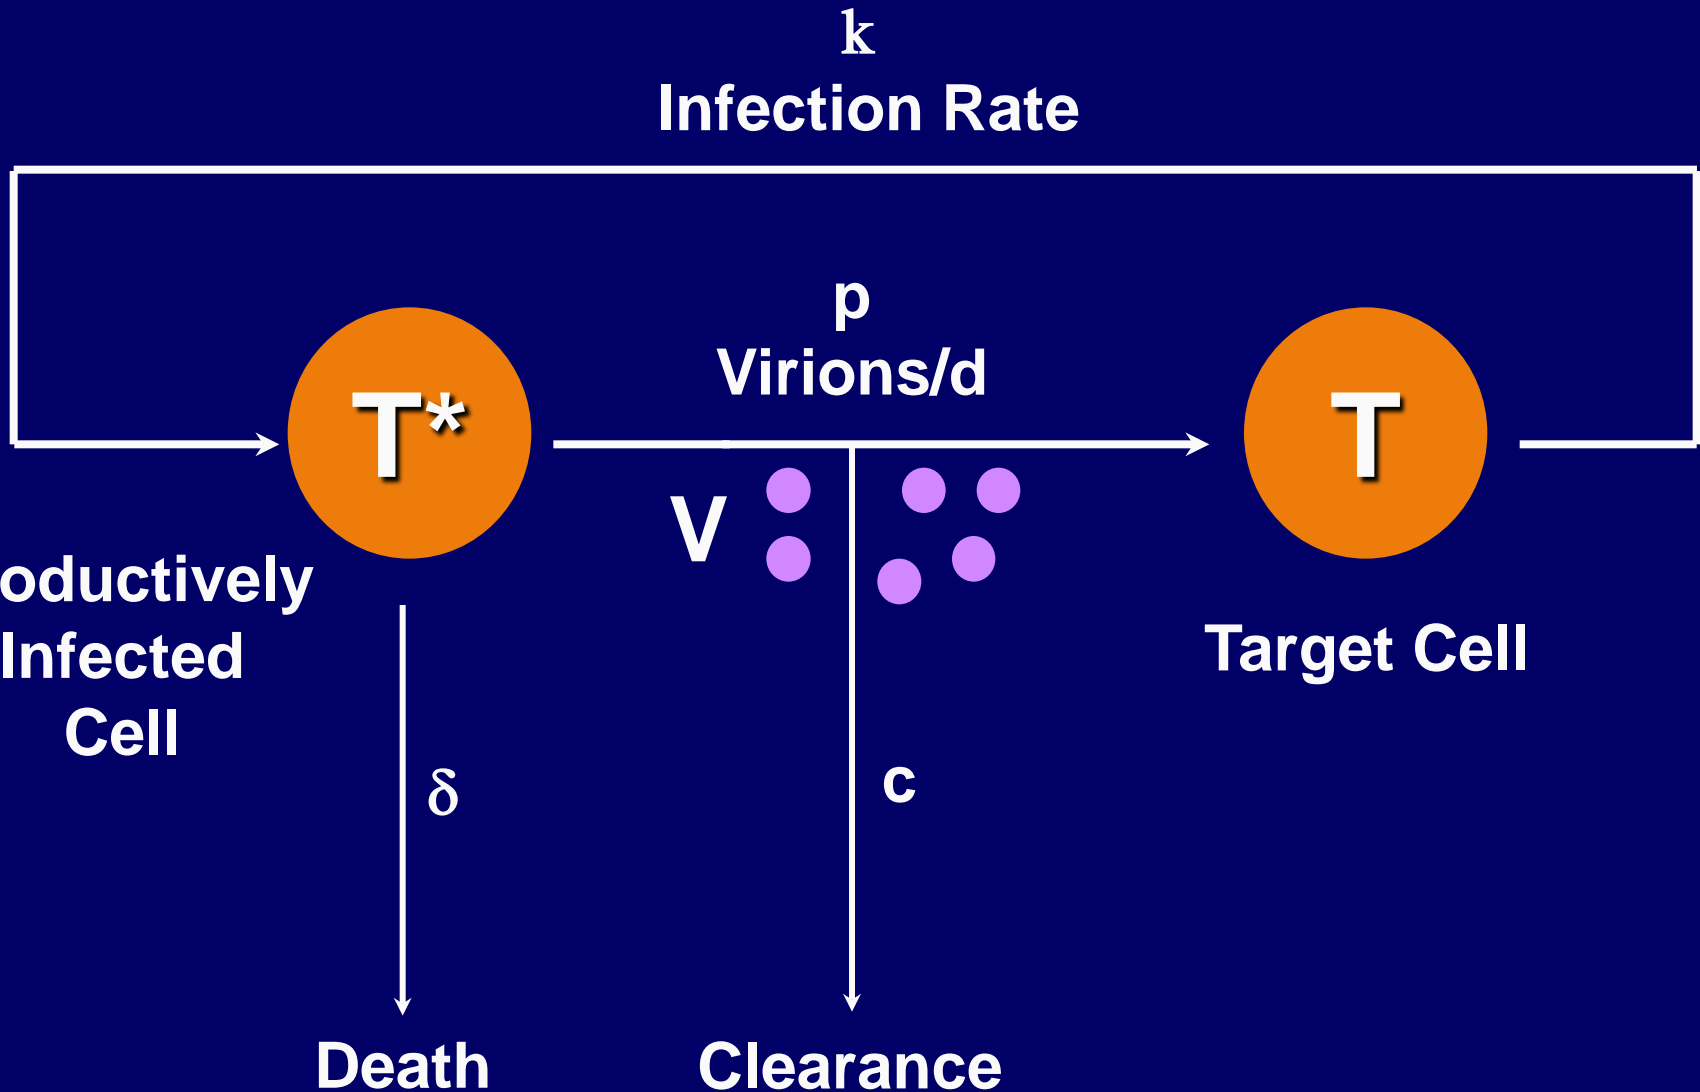 k
Infection Rate
p
Virions/d
T*
T
V
oductively
Infected
Cell
Target Cell
δ
c
Death
Clearance